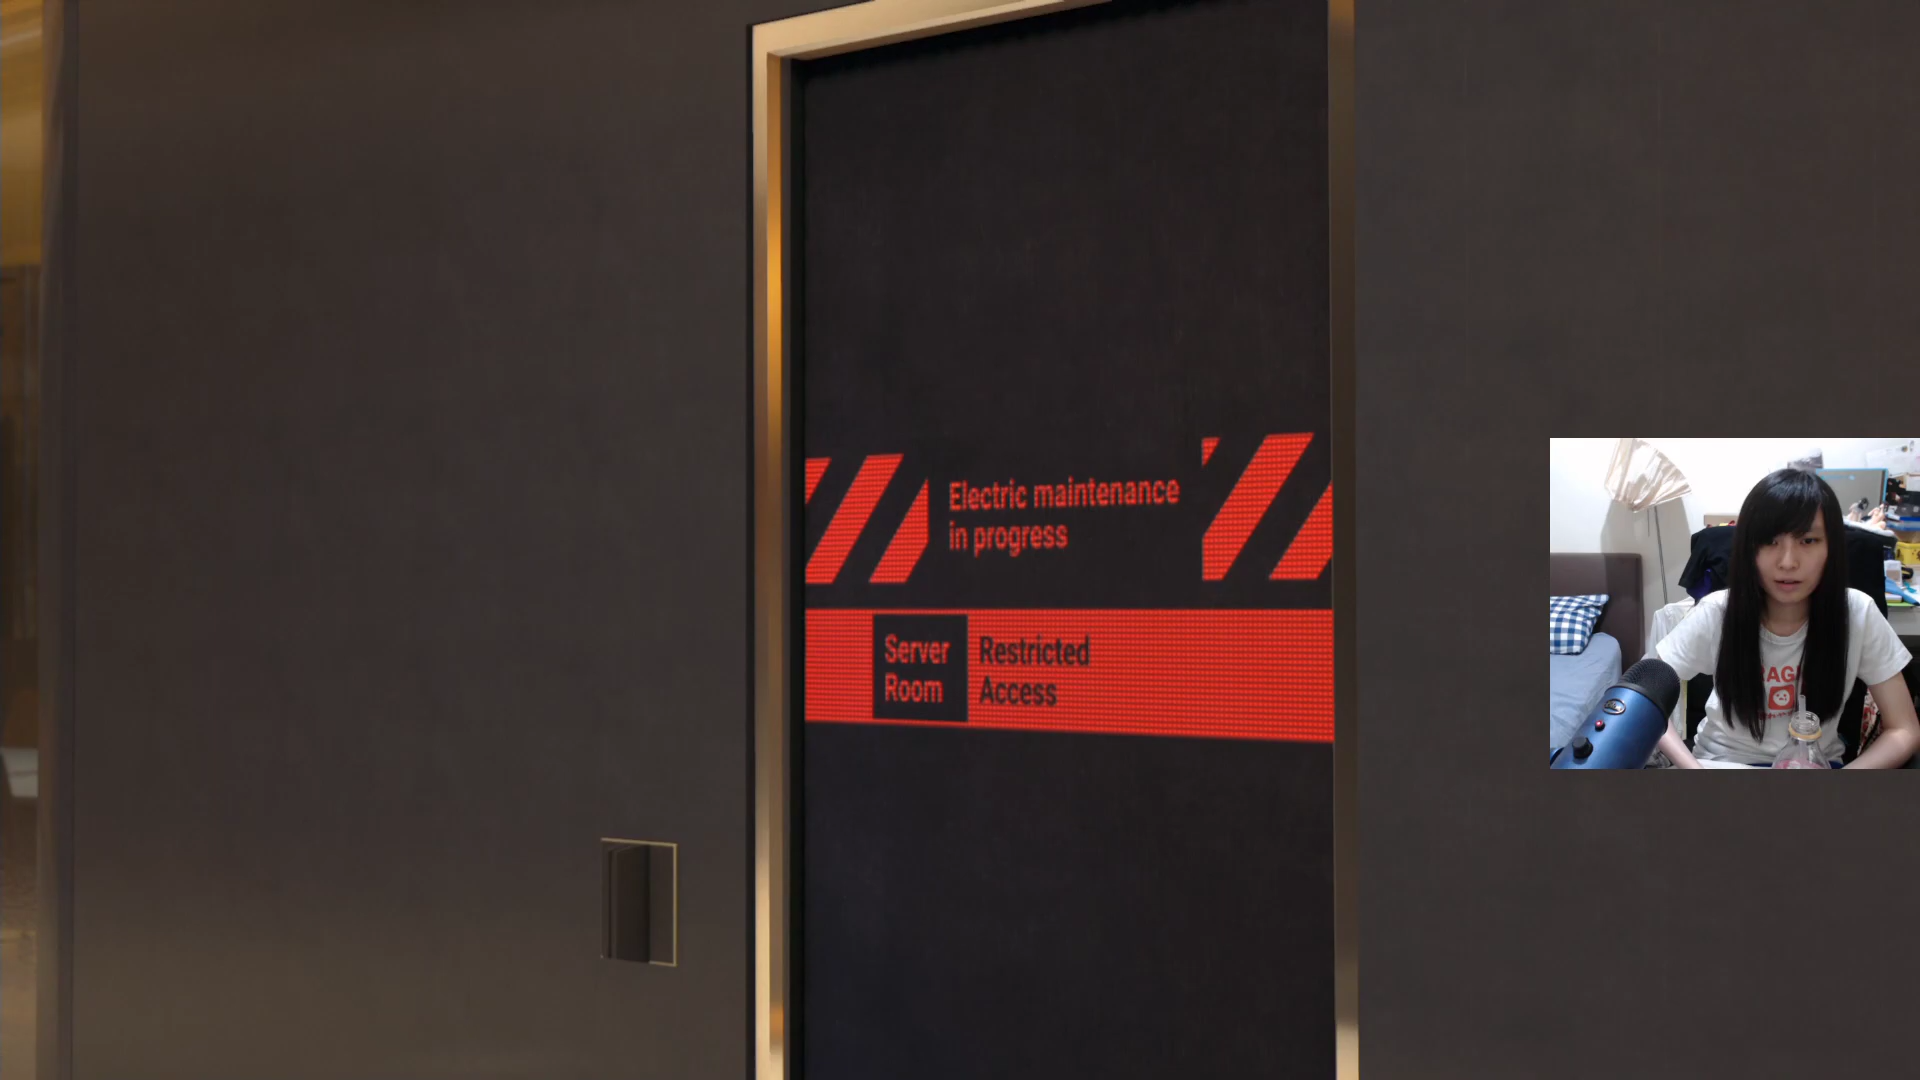 Electric maintenance
in progress
Server
Room
Restricted
Access